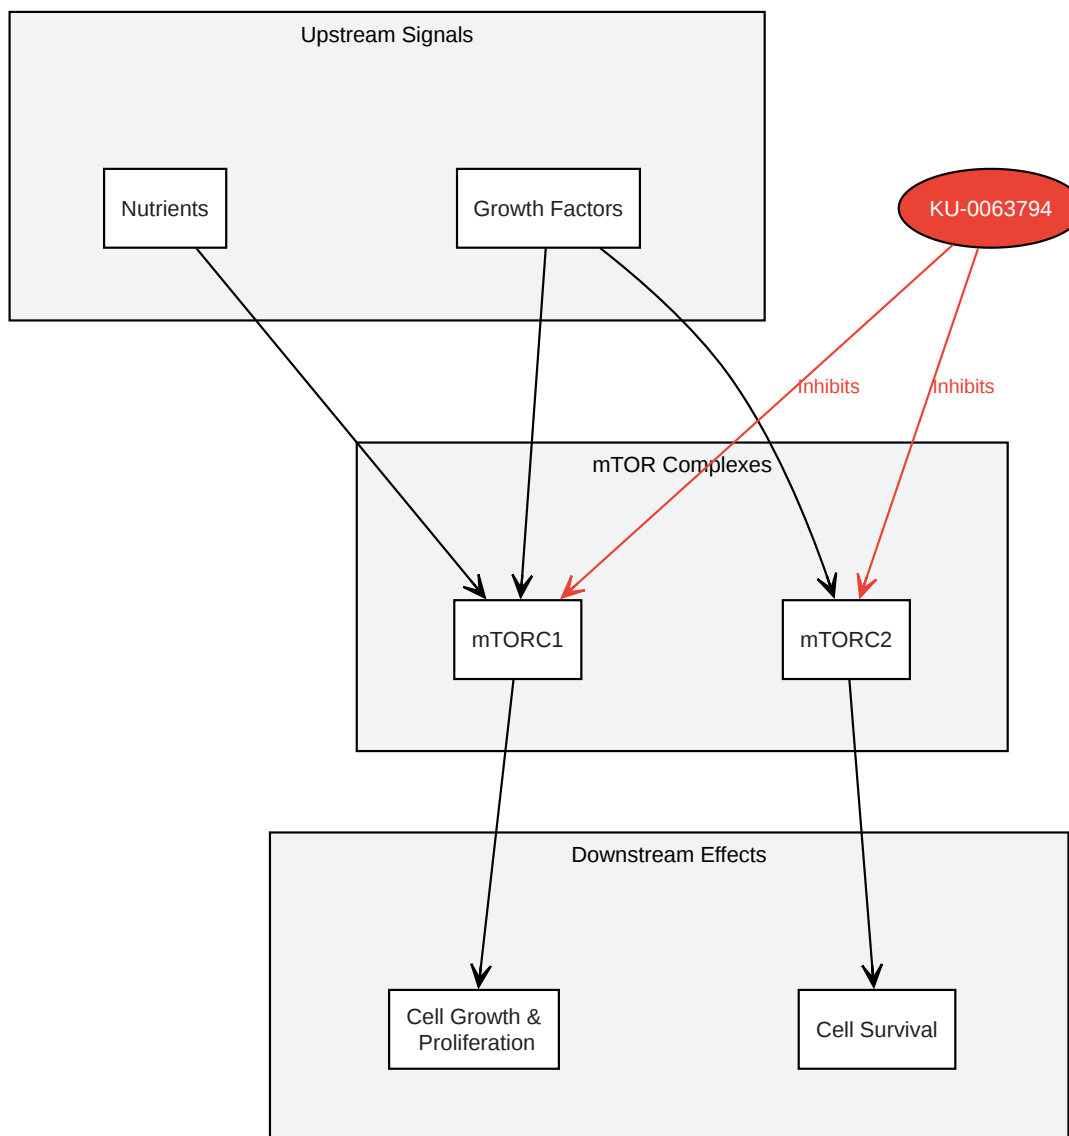 Upstream Signals
Nutrients
Growth Factors
KU-0063794
Inhibits
Inhibits
mTOR Complexes
mTORC1
mTORC2
Downstream Effects
Cell Growth &
Proliferation
Cell Survival